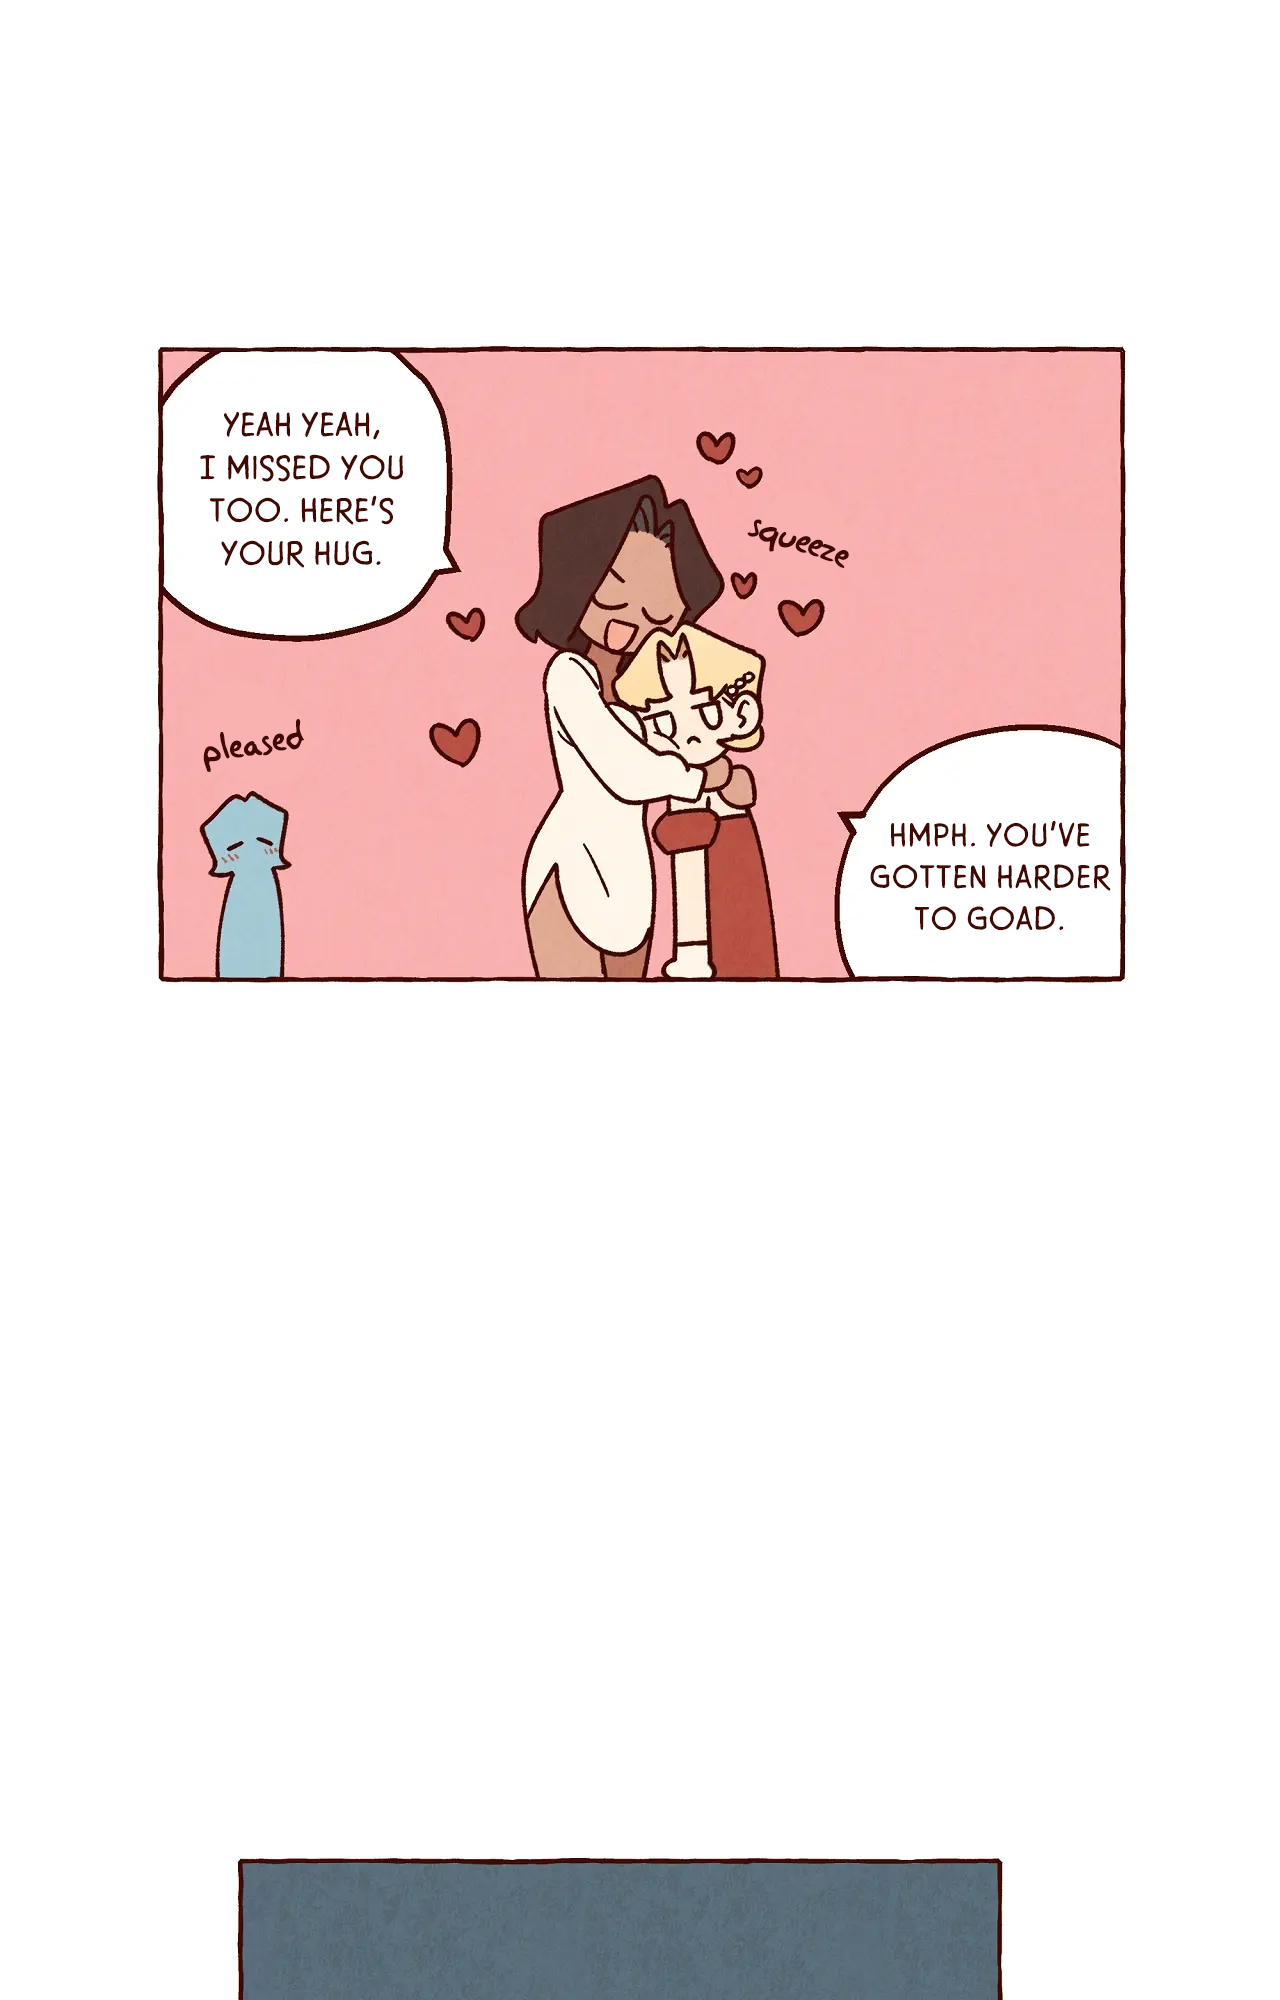 YEAH YEAH,
I MISSED YOU
TOO. HERE'S
YOUR HUG.
squeeze
pleased
HMPH. YOU'VE
GOTTEN HARDER
TO GOAD.